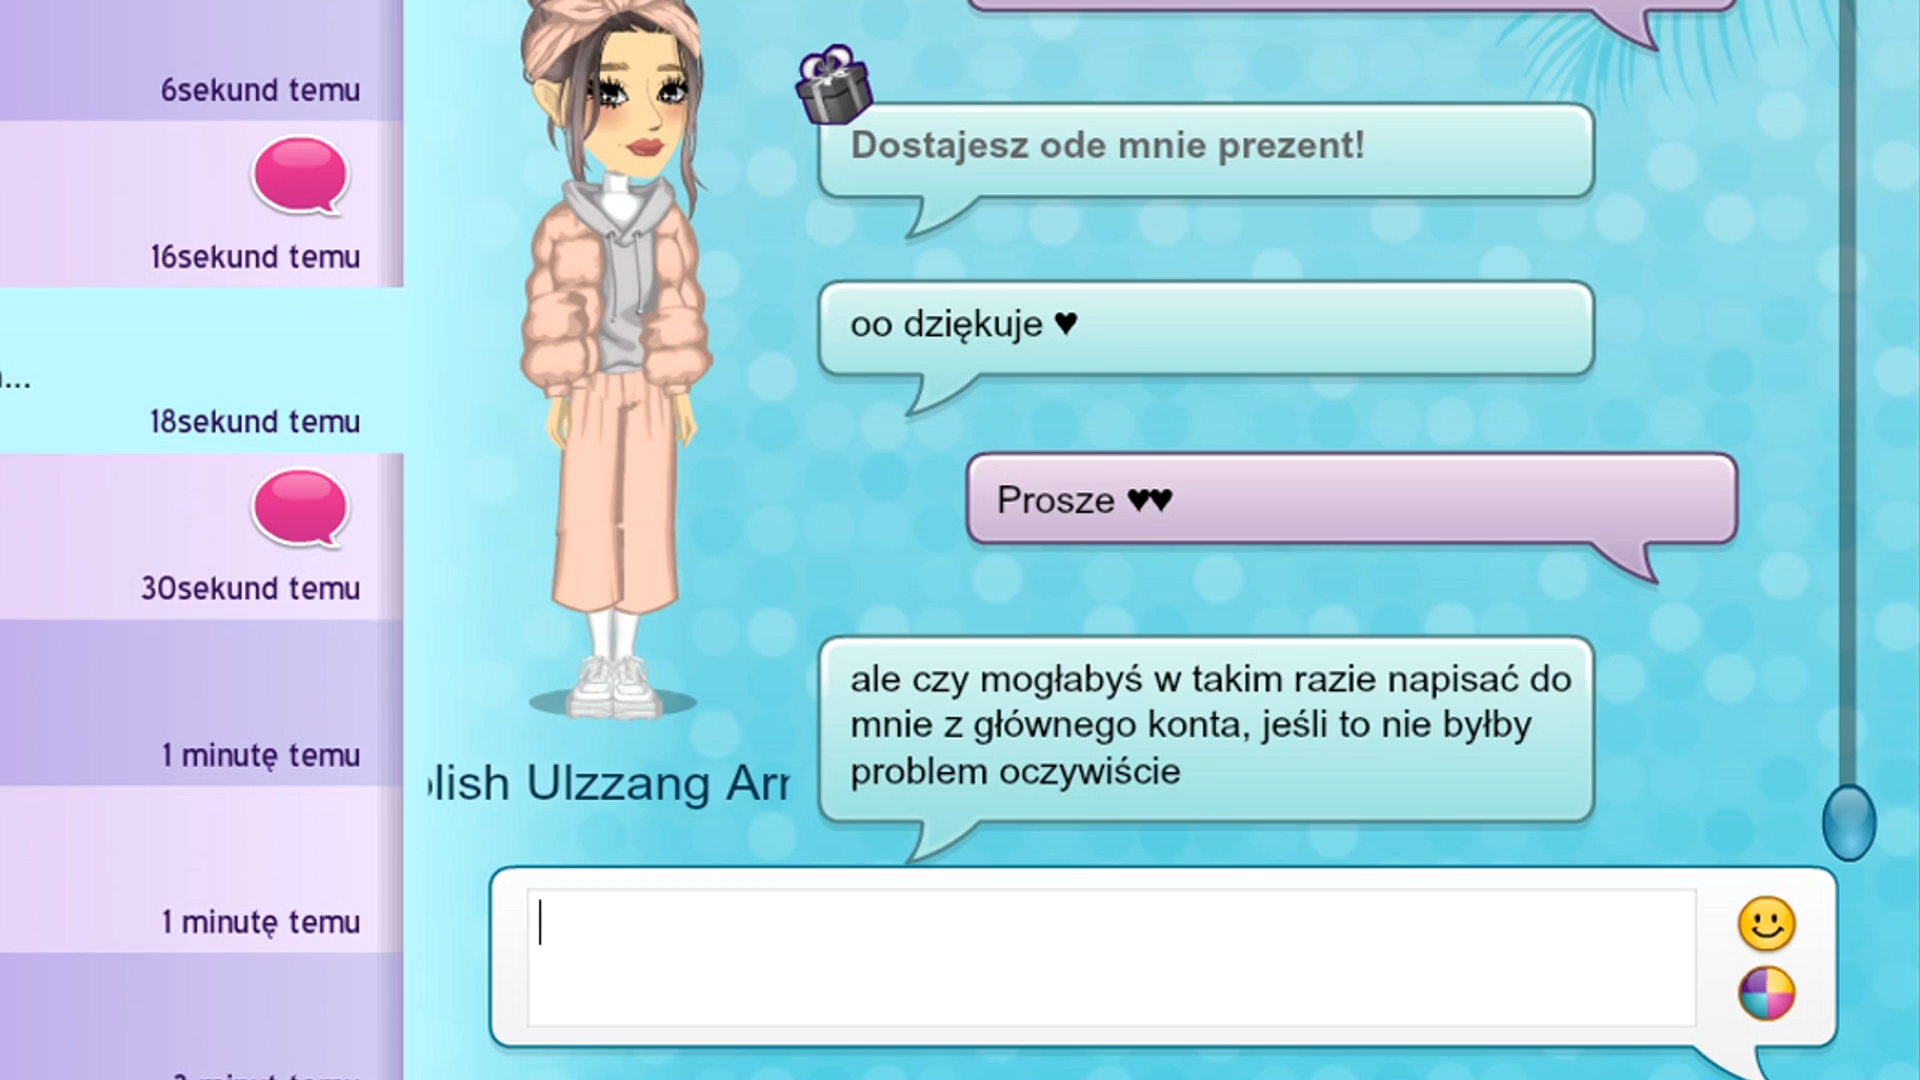 6sekund temu
16sekund temu
18sekund temu
30sekund temu
1 minutę temu
1 minutę temu
Dostajesz ode mnie prezent!
oo dziękuje ♥
Prosze ♥♥
ale czy mogłabyś w takim razie napisać do
mnie z głównego konta, jeśli to nie byłby
problem oczywiście
Ulzzang